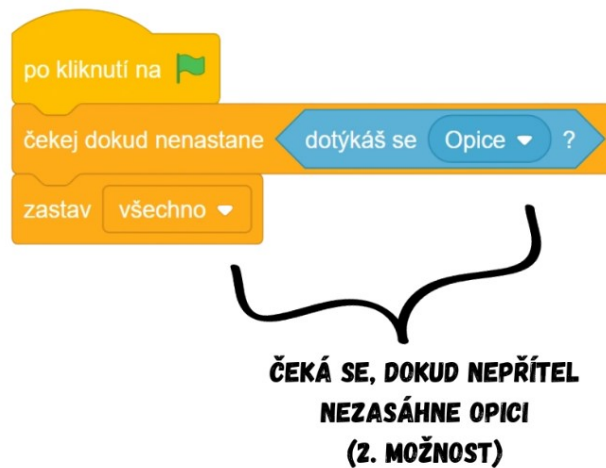 po kliknutí na
čekej dokud nenastane dotýkáš se Opice ?
zastav všechno
ČEKÁ SE, DOKUD NEPŘÍTEL
NEZASÁHNE OPICI
(2. MOŽNOST)